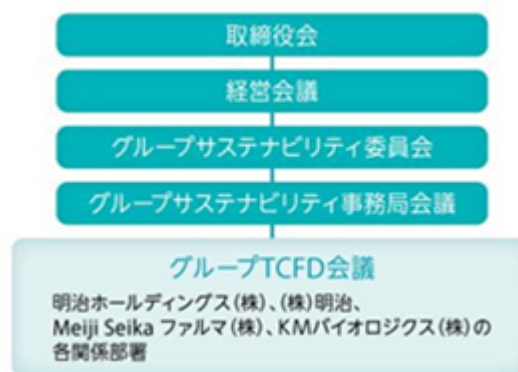 取締役会
経営会議
グループサステナビリティ委員会
グループサステナビリティ事務局会議
グループTCFD会議
明治ホールディングス(株)、(株)明治、
Meiji Seika ファルマ(株)、KMバイオロジクス(株)の
各関係部署